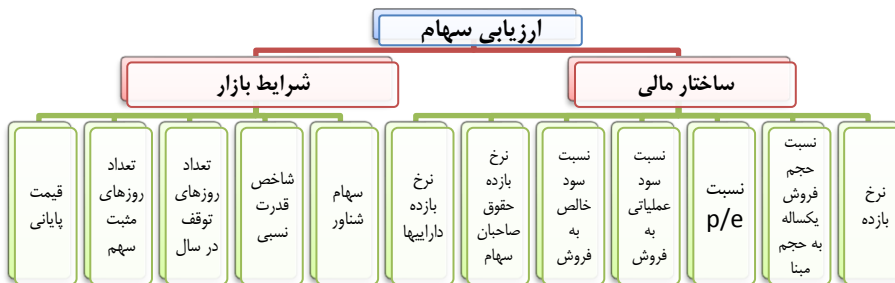 ارزیابی سهام
ساختار مالی
شرایط بازار
نرخ
بازده
نسبت
حجم
فروش
یکساله
به حجم
مبنا
نسبت
p/e
نسبت
سود
عملیاتی
به
فروش
نسبت
سود
خالص
به
فروش
نرخ
بازده
حقوق
صاحبان
سهام
نرخ
بازده
داراییها
سهام
شناور
شاخص
قدرت
نسبی
تعداد
روزهای
توقف
در سال
تعداد
روزهای
مثبت
سهم
قیمت
پایانی